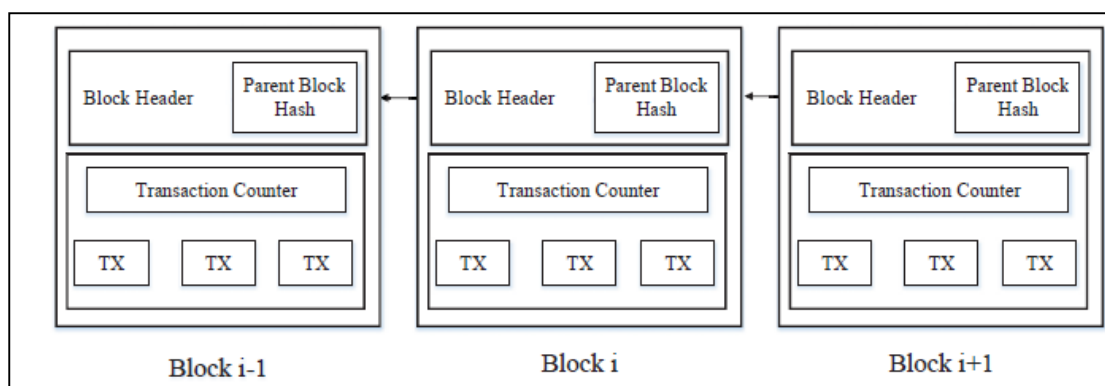 Block Header
Parent Block
Hash
Transaction Counter
TX TX TX
Block i-1
Block Header
Parent Block
Hash
Transaction Counter
TX TX TX
Block i
Block Header
Parent Block
Hash
Transaction Counter
TX TX TX
Block i+1